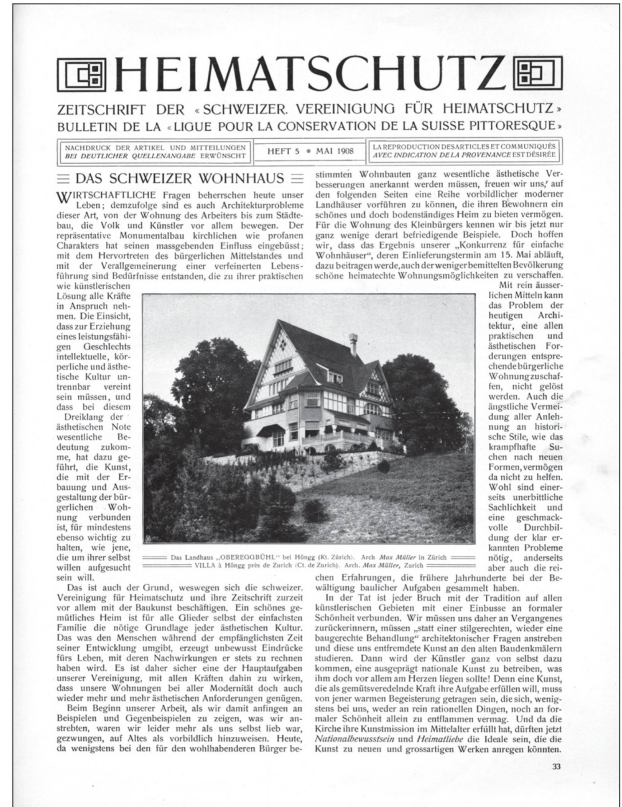 HEIMATSCHUTZ
ZEITSCHRIFT DER «SCHWEIZER. VEREINIGUNG FÜR HEIMATSCHUTZ»
BULLETIN DE LA «LIGUE POUR LA CONSERVATION DE LA SUISSE PITTORESQUE»
NACHDRUCK DER ARTIKEL UND MITTEILUNGEN
BEI DEUTLICHER QUELLENANGABE ERWÜNSCHT
HEFT 5 * MAI 1908
LA REPRODUCTION DES ARTICLES ET COMMUNIQUÉS
AVEC INDICATION DE LA PROVENANCE EST DÉSIRÉE
DAS SCHWEIZER WOHNHAUS
WIRTSCHAFTLICHE Fragen beherrschen heute unser
Leben; demzufolge sind es auch Architekturprobleme
dieser Art, von der Wohnung des Arbeiters bis zum Städte-
bau, die Volk und Künstler vor allem bewegen. Der
repräsentative Monumentalbau kirchlichen wie profanen
Charakters hat seinen massgebenden Einfluss eingebüsst;
mit dem Hervortreten des bürgerlichen Mittelstandes und
mit der Verallgemeinerung einer verfeinerten Lebens-
führung sind Bedürfnisse entstanden, die zu ihrer praktischen
wie künstlerischen
Lösung alle Kräfte
in Anspruch neh-
men. Die Einsicht,
dass zur Erziehung
eines leistungsfähi-
gen Geschlechts
intellektuelle, kör-
perliche und ästhe-
tische Kultur un-
trennbar vereint
sein müssen, und
dass bei diesem
Dreiklang der
ästhetischen Note
wesentliche Be-
deutung zukom-
me, hat dazu ge-
führt, die Kunst,
die mit der Er-
bauung und Aus-
gestaltung der bür-
gerlichen Woh-
nung verbunden
ist, für mindestens
ebenso wichtig zu
halten, wie jene,
die um ihrer selbst
willen aufgesucht
sein will.
Das ist auch der Grund, weswegen sich die schweizer.
Vereinigung für Heimatschutz und ihre Zeitschrift zurzeit
vor allem mit der Baukunst beschäftigen. Ein schönes ge-
mütliches Heim ist für alle Glieder selbst der einfachsten
Familie die nötige Grundlage jeder ästhetischen Kultur.
Das was den Menschen während der empfänglichsten Zeit
seiner Entwicklung umgibt, erzeugt unbewusst Eindrücke
fürs Leben, mit deren Nachwirkungen er stets zu rechnen
haben wird. Es ist daher sicher eine der Hauptaufgaben
unserer Vereinigung, mit allen Kräften dahin zu wirken,
dass unsere Wohnungen bei aller Modernität doch auch
wieder mehr und mehr ästhetischen Anforderungen genügen.
Beim Beginn unserer Arbeit, als wir damit anfingen an
Beispielen und Gegenbeispielen zu zeigen, was wir an-
strebten, waren wir leider mehr als uns selbst lieb war,
gezwungen, auf Altes als vorbildlich hinzuweisen. Heute,
da wenigstens bei den für den wohlhabenderen Bürger be-
stimmten Wohnbauten ganz wesentliche ästhetische Ver-
besserungen anerkannt werden müssen, freuen wir uns, auf
den folgenden Seiten eine Reihe vorbildlicher moderner
Landhäuser vorführen zu können, die ihren Bewohnern ein
schönes und doch bodenständiges Heim zu bieten vermögen.
Für die Wohnung des Kleinbürgers kennen wir bis jetzt nur
ganz wenige derart befriedigende Beispiele. Doch hoffen
wir, dass das Ergebnis unserer „Konkurrenz für einfache
Wohnhäuser“, deren Einlieferungstermin am 15. Mai abläuft,
dazu beitragen werde, auch der weniger bemittelten Bevölkerung
schöne heimatechte Wohnungsmöglichkeiten zu verschaffen.
Mit rein äusser-
lichen Mitteln kann
das Problem der
heutigen Archi-
tektur, eine allen
praktischen und
ästhetischen For-
derungen entspre-
chende bürgerliche
Wohnung zu schaf-
fen, nicht gelöst
werden. Auch die
ängstliche Vermei-
dung aller Anleh-
nung an histori-
sche Stile, wie das
krampfhafte Su-
chen nach neuen
Formen, vermögen
da nicht zu helfen.
Wohl sind einer-
seits unerbittliche
Sachlichkeit und
eine geschmack-
volle Durchbil-
dung der klar er-
kannten Probleme
nötig, anderseits
aber auch die rei-
chen Erfahrungen, die frühere Jahrhunderte bei der Be-
wältigung baulicher Aufgaben gesammelt haben.
In der Tat ist jeder Bruch mit der Tradition auf allen
künstlerischen Gebieten mit einer Einbusse an formaler
Schönheit verbunden. Wir müssen uns daher an Vergangenes
zurückerinnern, müssen „statt einer stilgerechten, wieder eine
baugerechte Behandlung“ architektonischer Fragen anstreben
und diese uns entfremdete Kunst an den alten Baudenkmälern
studieren. Dann wird der Künstler ganz von selbst dazu
kommen, eine ausgeprägt nationale Kunst zu betreiben, was
ihm doch vor allem am Herzen liegen sollte! Denn eine Kunst,
die als gemütsveredelnde Kraft ihre Aufgabe erfüllen will, muss
von jener warmen Begeisterung getragen sein, die sich, wenig-
stens bei uns, weder an rein rationellen Dingen, noch an for-
maler Schönheit allein zu entflammen vermag. Und da die
Kirche ihre Kunstmission im Mittelalter erfüllt hat, dürften jetzt
Nationalbewusstsein und Heimatliebe die Ideale sein, die die
Kunst zu neuen und grossartigen Werken anregen könnten.
Das Landhaus „OBEREGGBÜHL“ bei Höngg (Kt. Zürich). Arch Max Müller in Zürich
VILLA à Höngg près de Zurich (Ct. de Zurich). Arch. Max Müller, Zurich
33